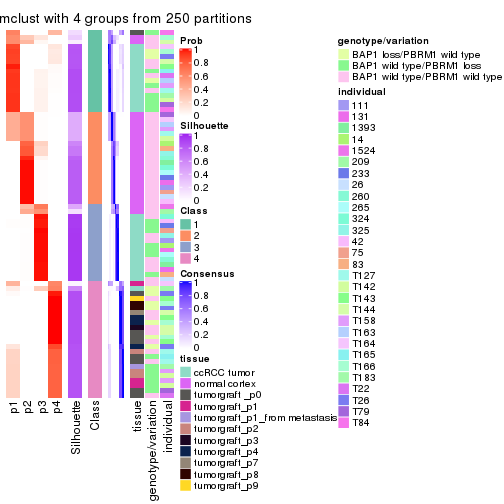 mclust with 4 groups from 250 partitions
Prob
1
0.8
0.6
0.4
0.2
0
Silhouette
1
0.8
0.6
0.4
0.2
0
Class
1
2
3
4
Consensus
1
0.8
0.6
0.4
0.2
0
tissue
ccRCC tumor
normal cortex
tumorgraft_p0
tumorgraft_p1
tumorgraft_p1_from metastasis
tumorgraft_p2
tumorgraft_p3
tumorgraft_p4
tumorgraft_p7
tumorgraft_p8
tumorgraft_p9
genotype/variation
BAP1 loss/PBRM1 wild type
BAP1 wild type/PBRM1 loss
BAP1 wild type/PBRM1 wild type
individual
111
131
1393
14
1524
209
233
26
260
265
324
325
42
75
83
T127
T142
T143
T144
T158
T163
T164
T165
T166
T183
T22
T26
T79
T84
p1
p2
p3
p4
Silhouette
Class
tissue
genotype/variation
individual